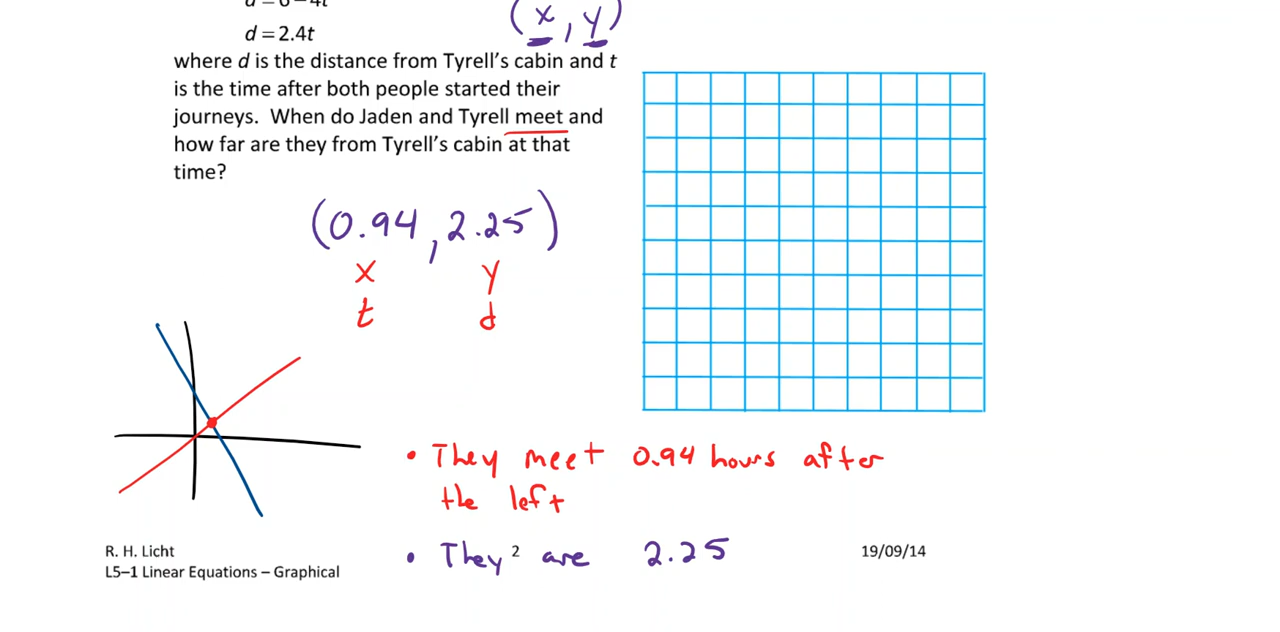 d = 6 − 4t
(x, y)
d = 2.4t
where d is the distance from Tyrell's cabin and t
is the time after both people started their
journeys. When do Jaden and Tyrell meet and
how far are they from Tyrell's cabin at that
time?
(0.94, 2.25)
x y
t d
• They meet 0.94 hours after
the left
• They are 2.25
R. H. Licht
2
19/09/14
L5–1 Linear Equations – Graphical